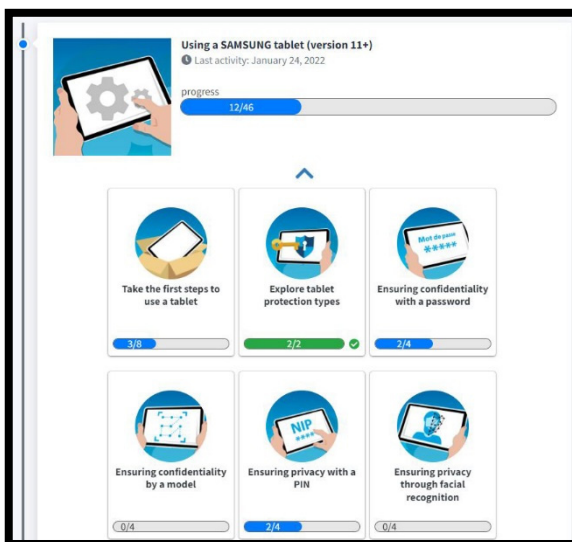 Using a SAMSUNG tablet (version 11+)
Last activity: January 24, 2022
progress
12/46
Mot de passe
*****
Take the first steps to
use a tablet
Explore tablet
protection types
Ensuring confidentiality
with a password
3/8
2/2
2/4
NIP
****
Ensuring confidentiality
by a model
Ensuring privacy with a
PIN
Ensuring privacy
through facial
recognition
0/4
2/4
0/4